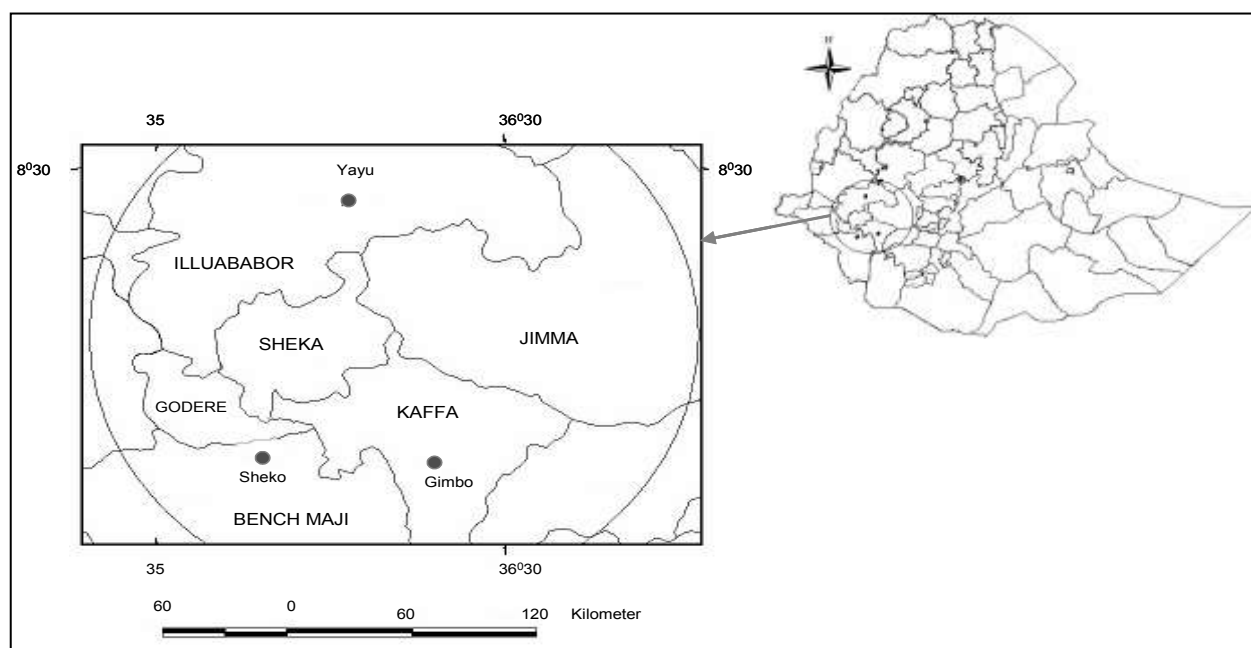 35 36⁰30
8⁰30 8⁰30
Yayu
ILLUABABOR
SHEKA JIMMA
GODERE KAFFA
Sheko Gimbo
BENCH MAJI
35 36⁰30
60 0 60 120 Kilometer